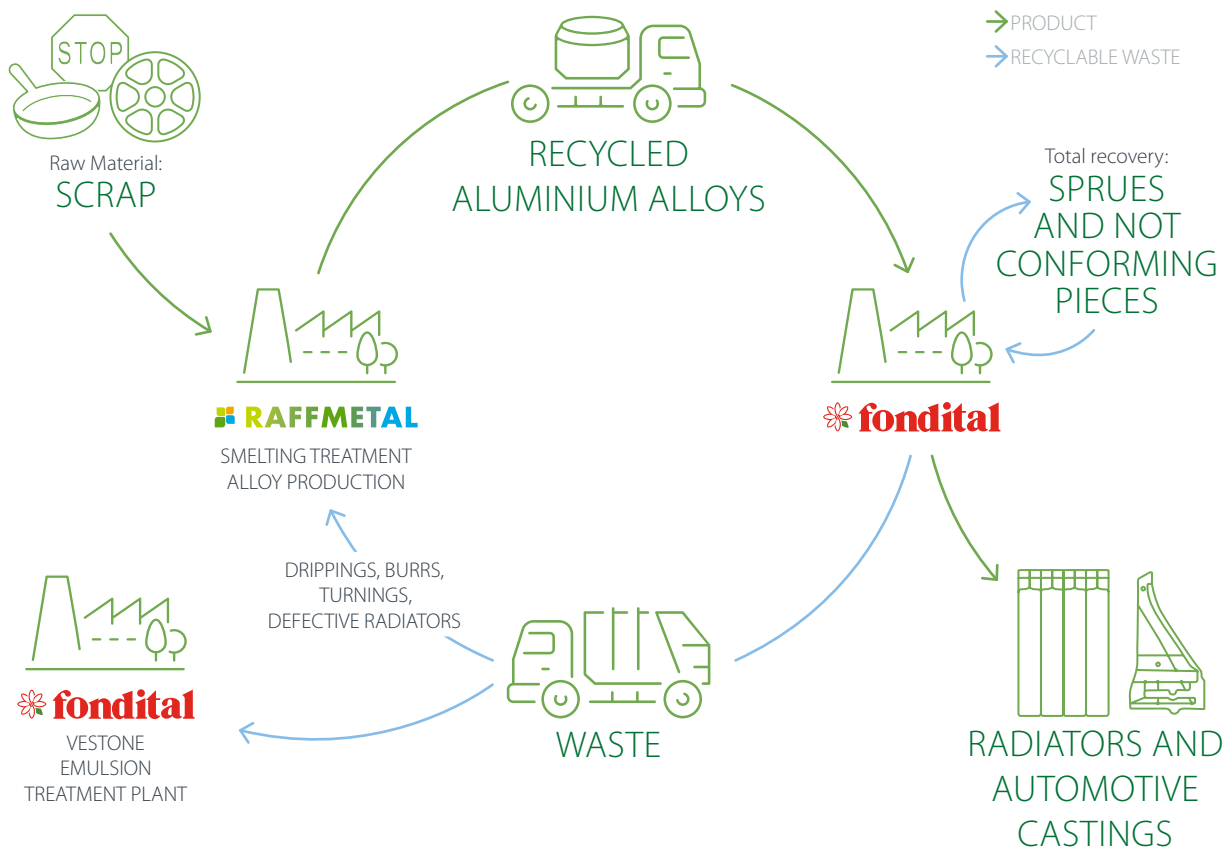 STOP
Raw Material:
SCRAP
RECYCLED
ALUMINIUM ALLOYS
PRODUCT
RECYCLABLE WASTE
Total recovery:
SPRUES
AND NOT
CONFORMING
PIECES
RAFFMETAL
SMELTING TREATMENT
ALLOY PRODUCTION
fondital
DRIPPINGS, BURRS,
TURNINGS,
DEFECTIVE RADIATORS
fondital
VESTONE
EMULSION
TREATMENT PLANT
WASTE
RADIATORS AND
AUTOMOTIVE
CASTINGS